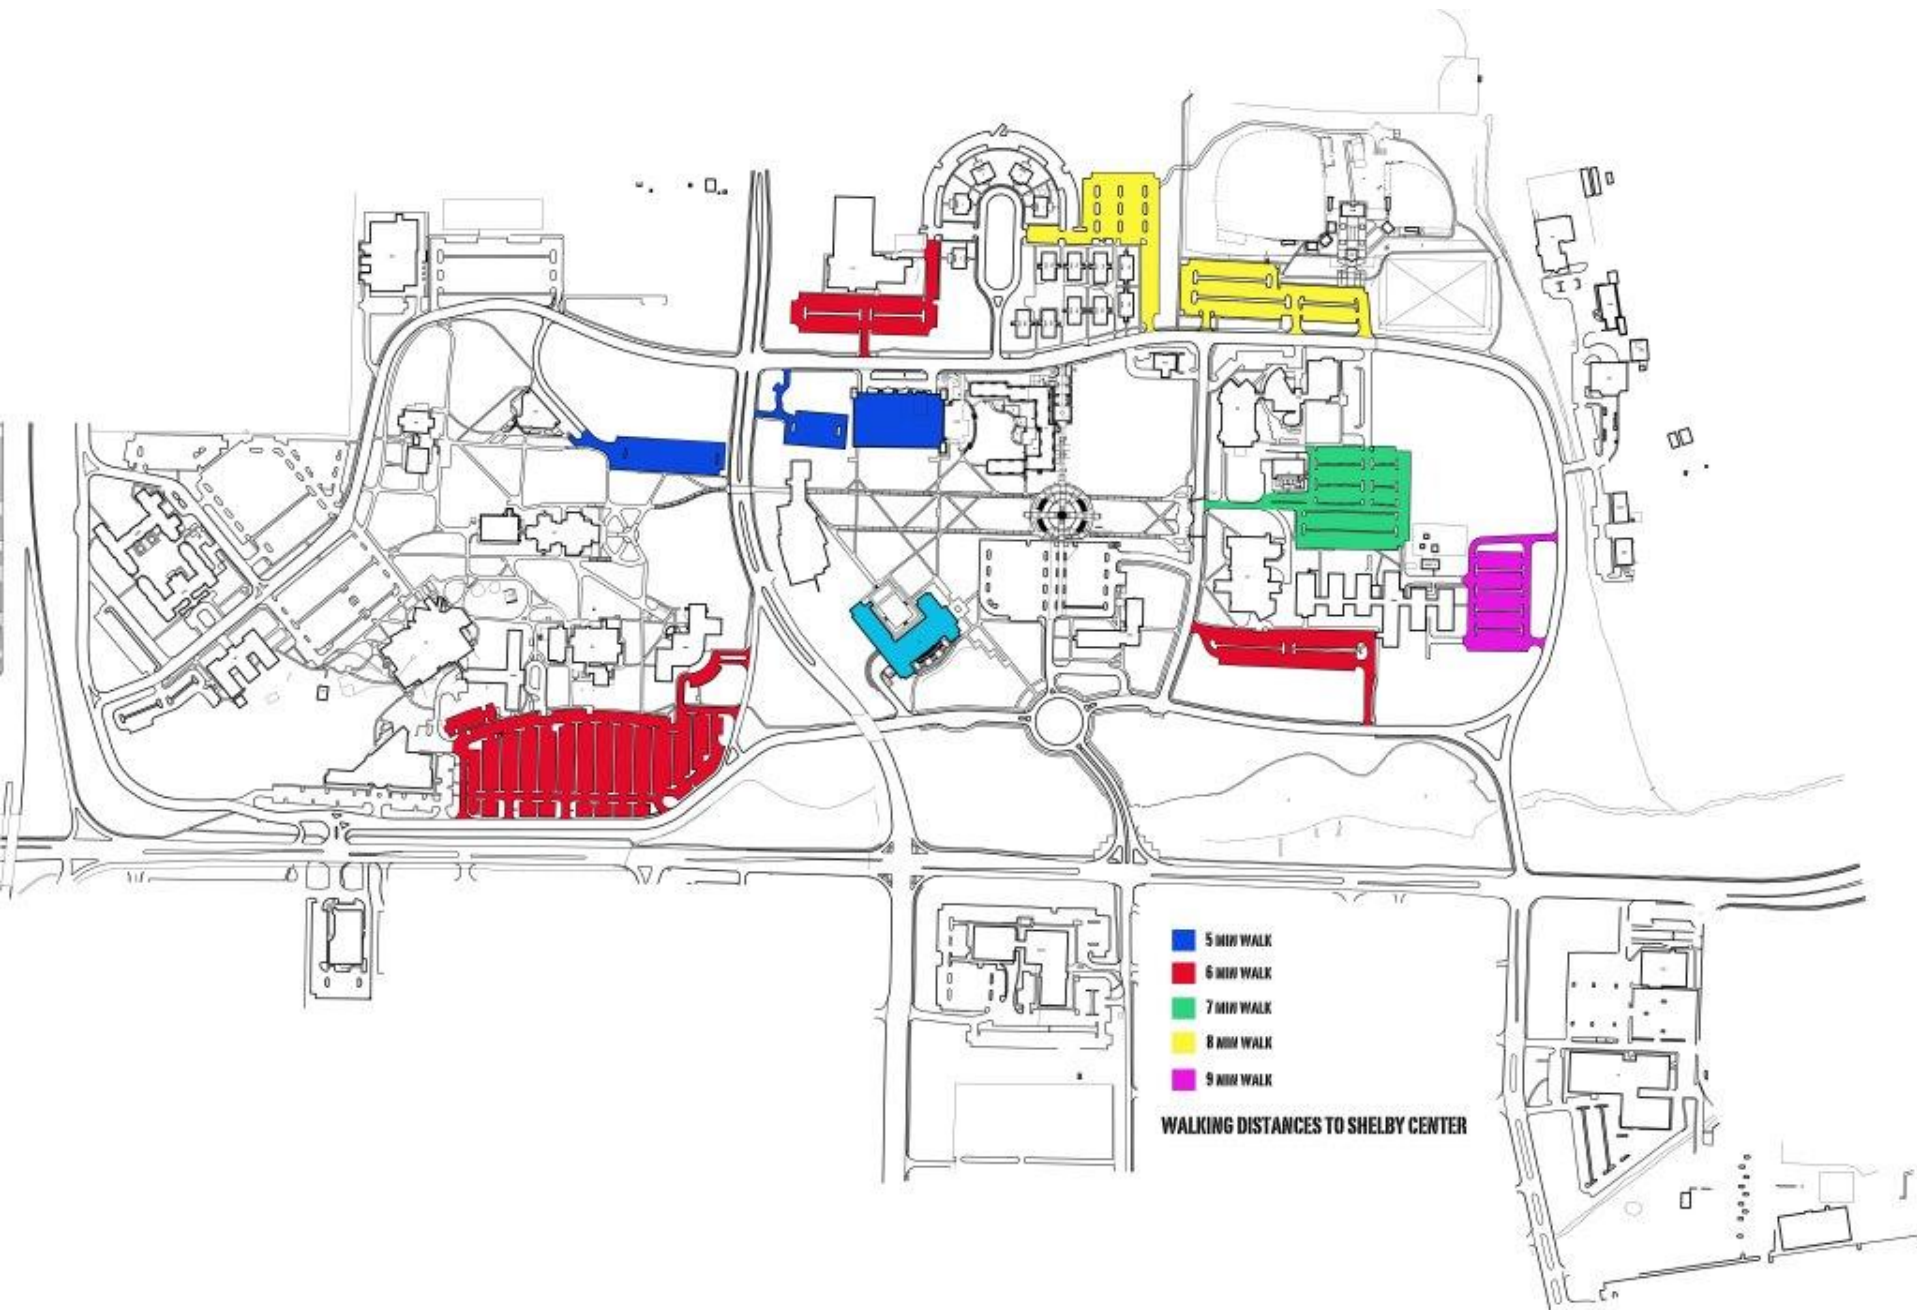 5 MIN WALK
6 MIN WALK
7 MIN WALK
8 MIN WALK
9 MIN WALK
WALKING DISTANCES TO SHELBY CENTER